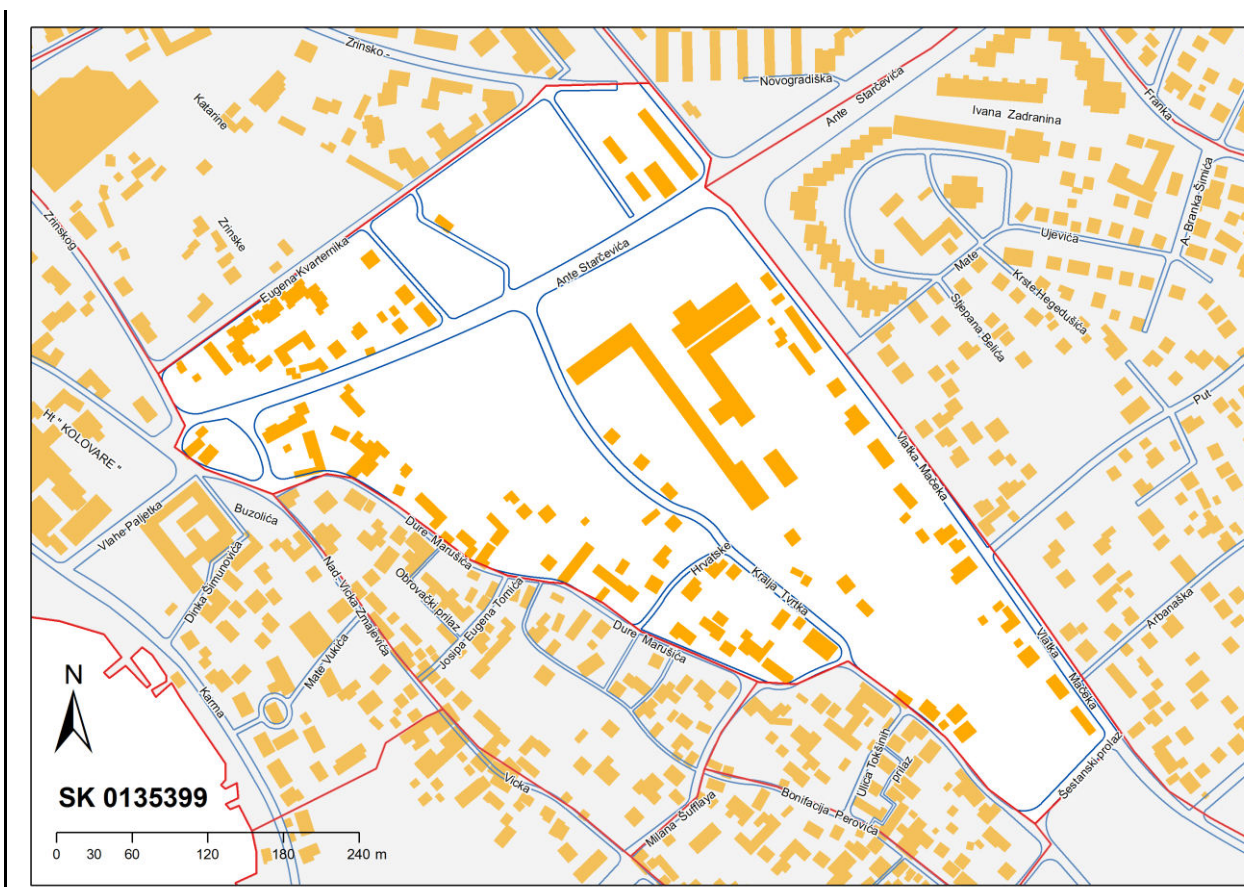 Zrinsko -
Novogradiška
Ante Starčevića
Franka
Katarine
Ivana Zadranina
A. Branka Šimića
Zrinskog
Zrinske
Ujevića
Eugena Kvarternika
Ante Starčevića
Mate
Krste Hegedušića
Stjepana Belića
Put
Ht " KOLOVARE "
Vlatka Mačeka
Vlahe Paljetka
Buzolića
Đure Marušića
Hrvatske
Kralja Tvrtka
Dinka Šimunovića
Nad. Vicka Zmajevića
Obrovački prilaz
Josipa Eugena Tomića
Arbanaška
Đure Marušića
Vlatka
Mate Vukića
N
Karma
Mačeka
Ulica Tokšinih
prilaz
Šestanski prolaz
Vicka
Bonifacija Perovića
Milana Šufflaya
SK 0135399
0 30 60 120 180 240 m